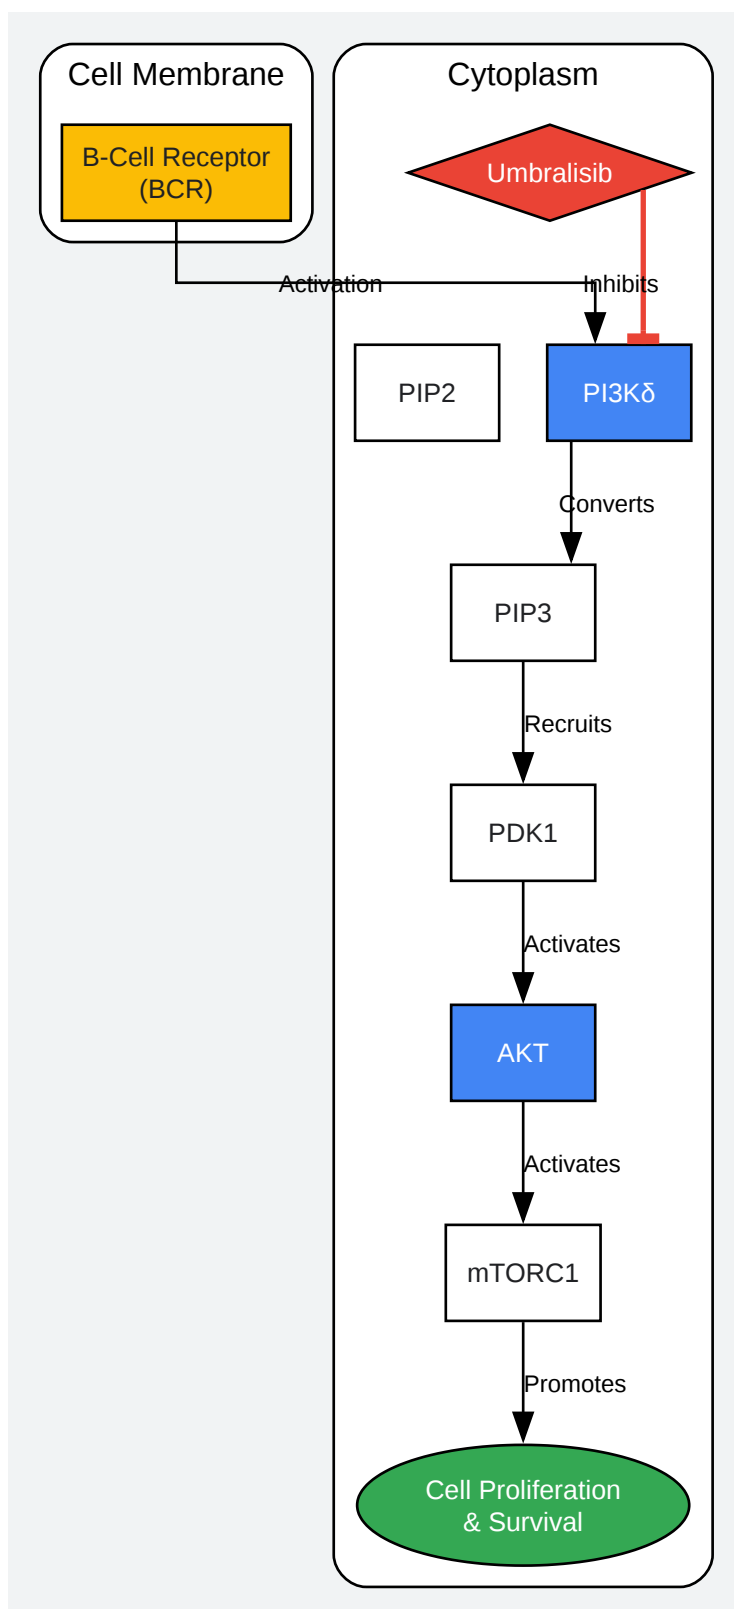 Cell Membrane
Cytoplasm
B-Cell Receptor
(BCR)
Umbralisib
Activation
Inhibits
PIP2
PI3Kδ
Converts
PIP3
Recruits
PDK1
Activates
AKT
Activates
mTORC1
Promotes
Cell Proliferation
& Survival